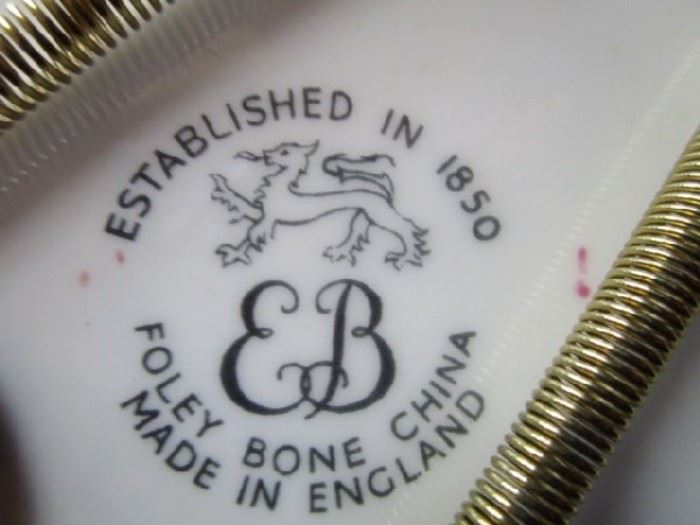 ESTABLISHED IN 1850
EB
FOLEY BONE CHINA
MADE IN ENGLAND